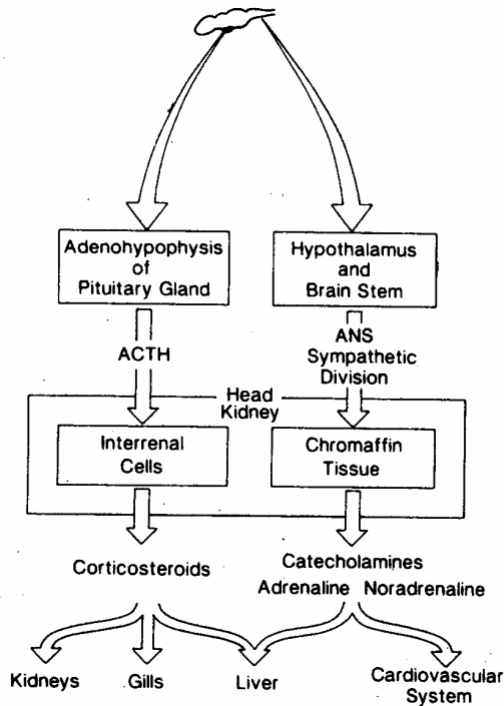 Adenohypophysis
of
Pituitary Gland
Hypothalamus
and
Brain Stem
ACTH
ANS
Sympathetic
Division
Head
Kidney
Interrenal
Cells
Chromaffin
Tissue
Corticosteroids
Catecholamines
Adrenaline Noradrenaline
Kidneys
Gills
Liver
Cardiovascular
System